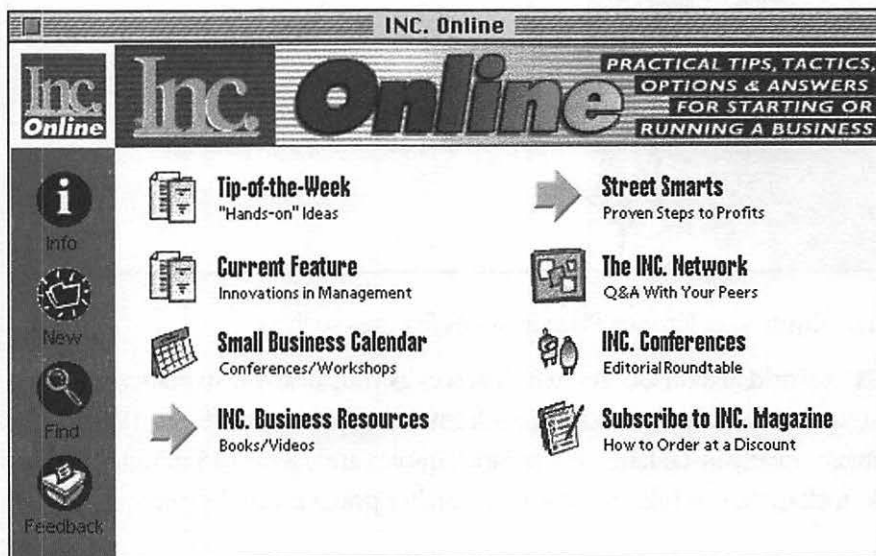 INC. Online
Inc. Online
Inc. Online
PRACTICAL TIPS, TACTICS,
OPTIONS & ANSWERS
FOR STARTING OR
RUNNING A BUSINESS
Info
New
Find
Feedback
Tip-of-the-Week
"Hands-on" Ideas
Current Feature
Innovations in Management
Small Business Calendar
Conferences/Workshops
INC. Business Resources
Books/Videos
Street Smarts
Proven Steps to Profits
The INC. Network
Q&A With Your Peers
INC. Conferences
Editorial Roundtable
Subscribe to INC. Magazine
How to Order at a Discount